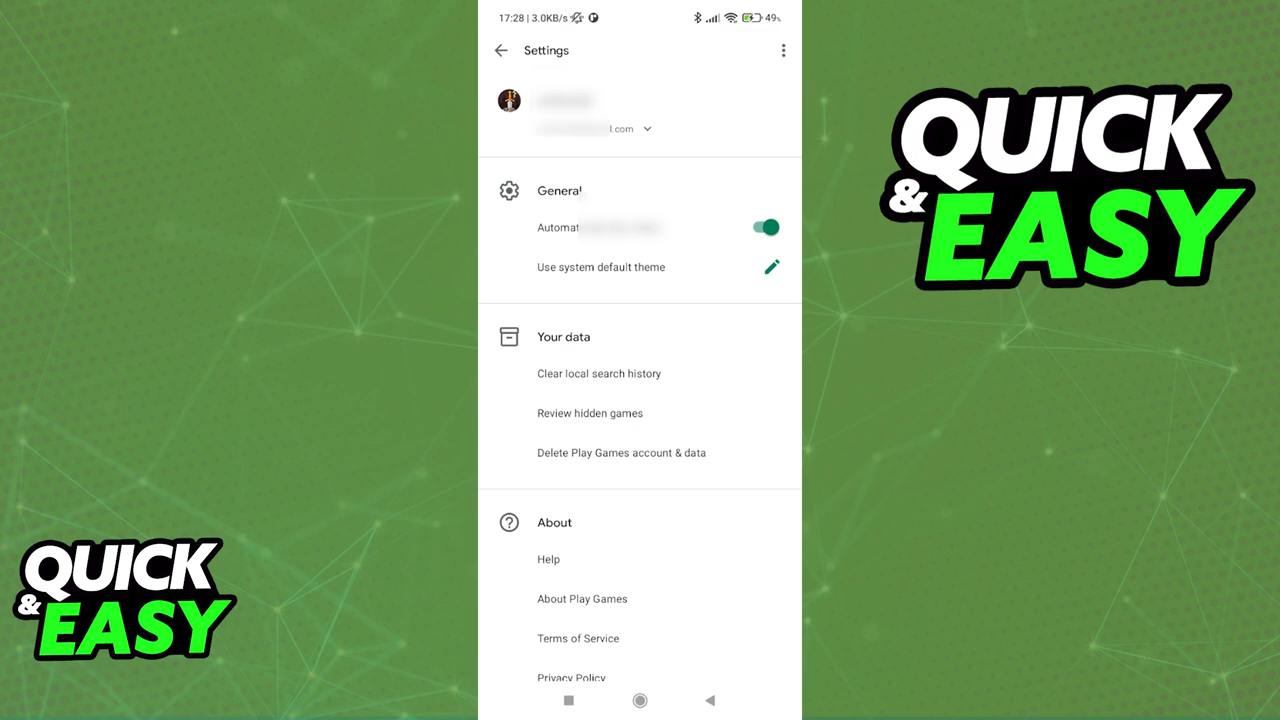 17:28 | 3.0KB/s
49%
Settings
l.com
General
Automat
Use system default theme
Your data
Clear local search history
Review hidden games
Delete Play Games account & data
About
Help
About Play Games
Terms of Service
Privacy Policy
QUICK
& EASY
QUICK
& EASY